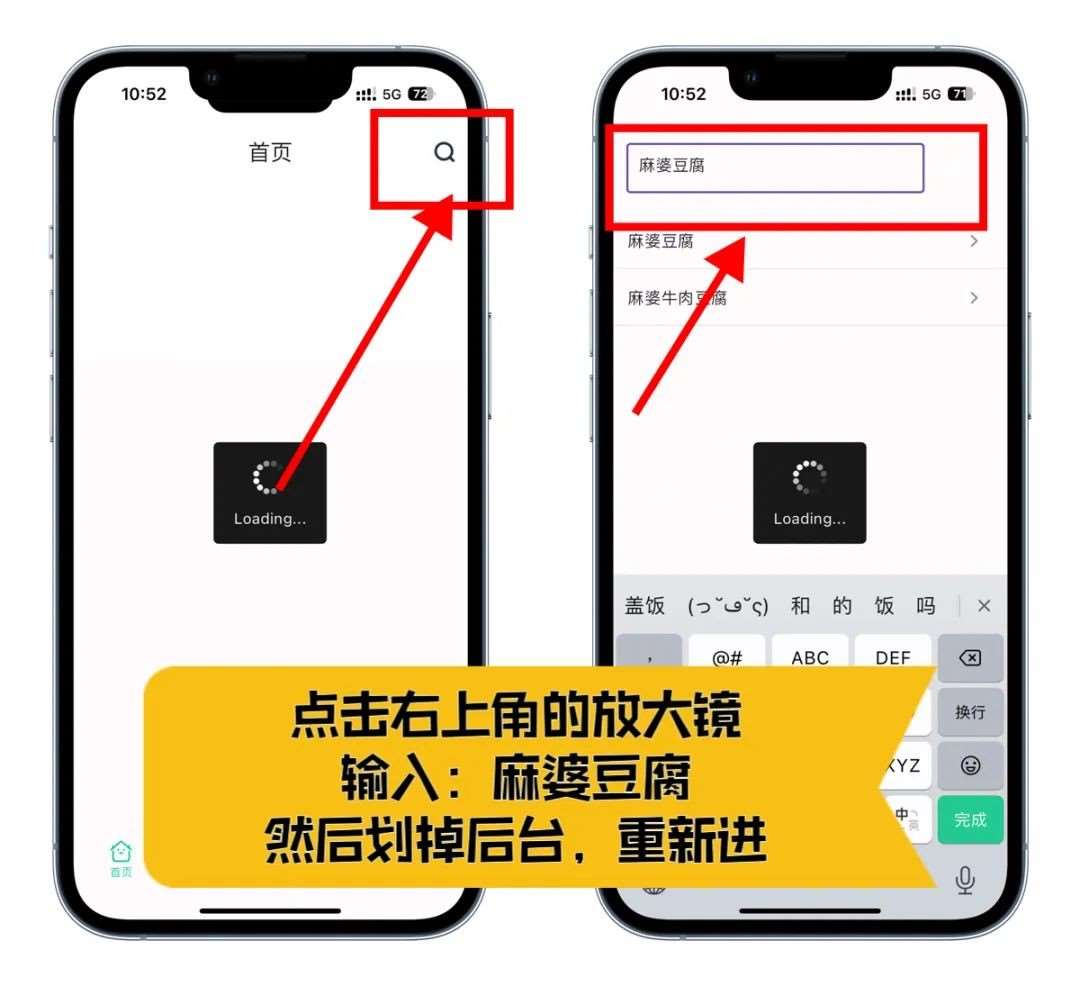 10:52
5G 72
首页
Loading...
首页
10:52
5G 71
麻婆豆腐
麻婆豆腐
麻婆牛肉豆腐
Loading...
盖饭 (っ˘ڡ˘ς) 和 的 饭 吗
， @# ABC DEF
换行
XYZ
中 英 完成
点击右上角的放大镜
输入：麻婆豆腐
然后划掉后台，重新进